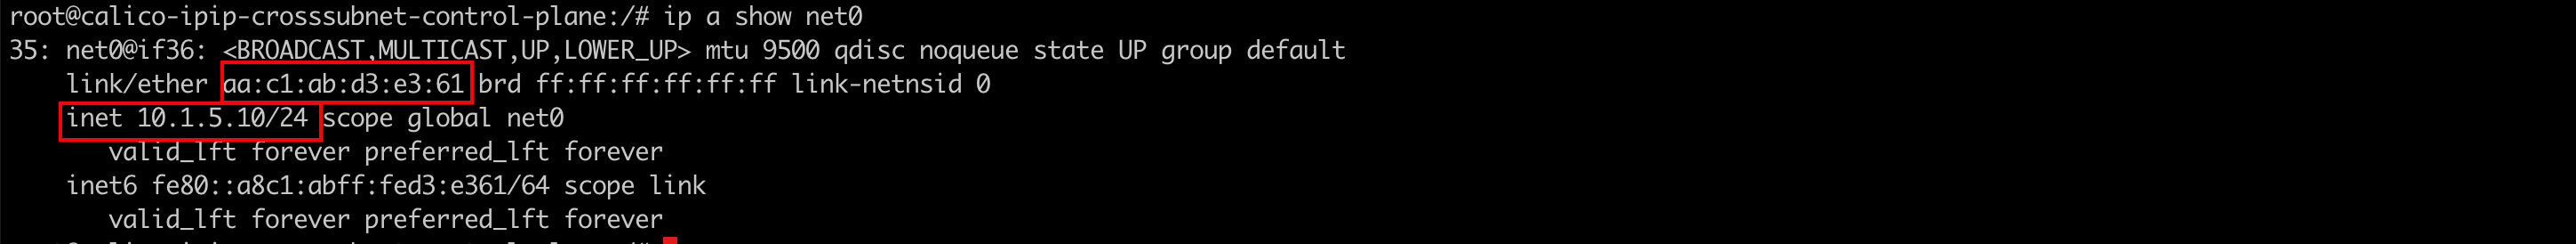 root@calico-ipip-crosssubnet-control-plane:/# ip a show net0
35: net0@if36: <BROADCAST,MULTICAST,UP,LOWER_UP> mtu 9500 qdisc noqueue state UP group default
link/ether aa:c1:ab:d3:e3:61 brd ff:ff:ff:ff:ff:ff link-netnsid 0
inet 10.1.5.10/24 scope global net0
valid_lft forever preferred_lft forever
inet6 fe80::a8c1:abff:fed3:e361/64 scope link
valid_lft forever preferred_lft forever